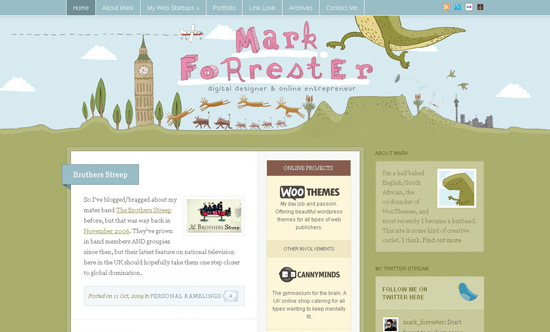 Home
About Mark
My Web Startups »
Portfolio
Link Love
Archives
Contact Me
Mark
Forrester
digital designer & online entrepreneur
Brothers Streep
So I've blogged/bragged about my
mates band The Brothers Streep
before, but that was way back in
November 2006. They've grown
in band members AND groupies
since then, but their latest feature on national television
here in the UK should hopefully take them one step closer
to global domination.
BROTHERS Streep
Posted on 11 Oct, 2009 in PERSONAL RAMBLINGS
ONLINE PROJECTS
WOOTHEMES
My day job and passion.
Offering beautiful wordpress
themes for all types of web
publishers.
OTHER INVOLVEMENTS
CANNYMINDS
The gymnasium for the brain. A
UK online shop catering for all
types wanting to keep mentally
fit.
ABOUT MARK
I'm a half baked
English/South
African, the
co-founder of
WooThemes, and
most recently I became a husband.
This site is some kind of creative
outlet. I think. Find out more
MY TWITTER STREAM
FOLLOW ME ON
TWITTER HERE
mark_forrester: Don't